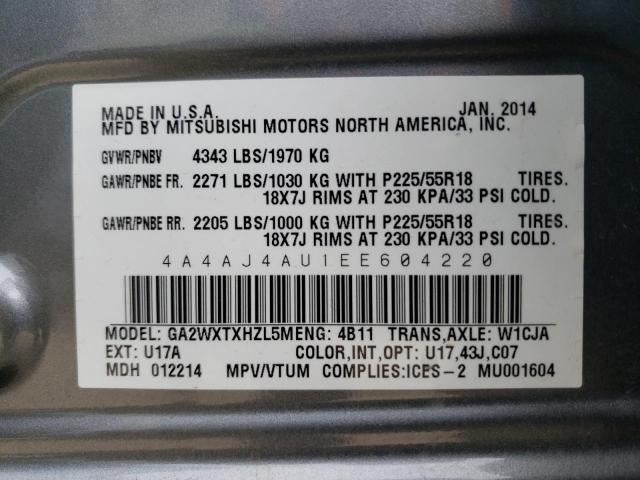 MADE IN U.S.A. JAN. 2014
MFD BY MITSUBISHI MOTORS NORTH AMERICA, INC.
GVWR/PNBV 4343 LBS/1970 KG
GAWR/PNBE FR. 2271 LBS/1030 KG WITH P225/55R18 TIRES.
18X7J RIMS AT 230 KPA/33 PSI COLD.
GAWR/PNBE RR. 2205 LBS/1000 KG WITH P225/55R18 TIRES.
18X7J RIMS AT 230 KPA/33 PSI COLD.
4A4AJ4AU1EE604220
MODEL: GA2WXTXHZL5MENG: 4B11 TRANS,AXLE: W1CJA
EXT: U17A COLOR,INT,OPT: U17,43J,C07
MDH 012214 MPV/VTUM COMPLIES:ICES-2 MU001604